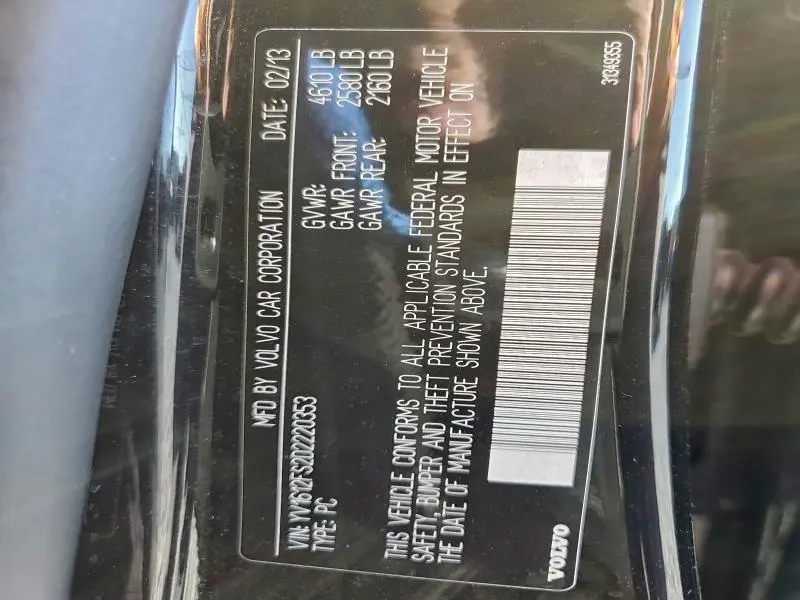 MFD BY VOLVO CAR CORPORATION DATE: 02/13
GVWR: 4610 LB
GAWR FRONT: 2580 LB
GAWR REAR: 2160 LB
VIN: YV1612FS2D2220353
TYPE: PC
THIS VEHICLE CONFORMS TO ALL APPLICABLE FEDERAL MOTOR VEHICLE
SAFETY, BUMPER AND THEFT PREVENTION STANDARDS IN EFFECT ON
THE DATE OF MANUFACTURE SHOWN ABOVE.
VOLVO
31349355